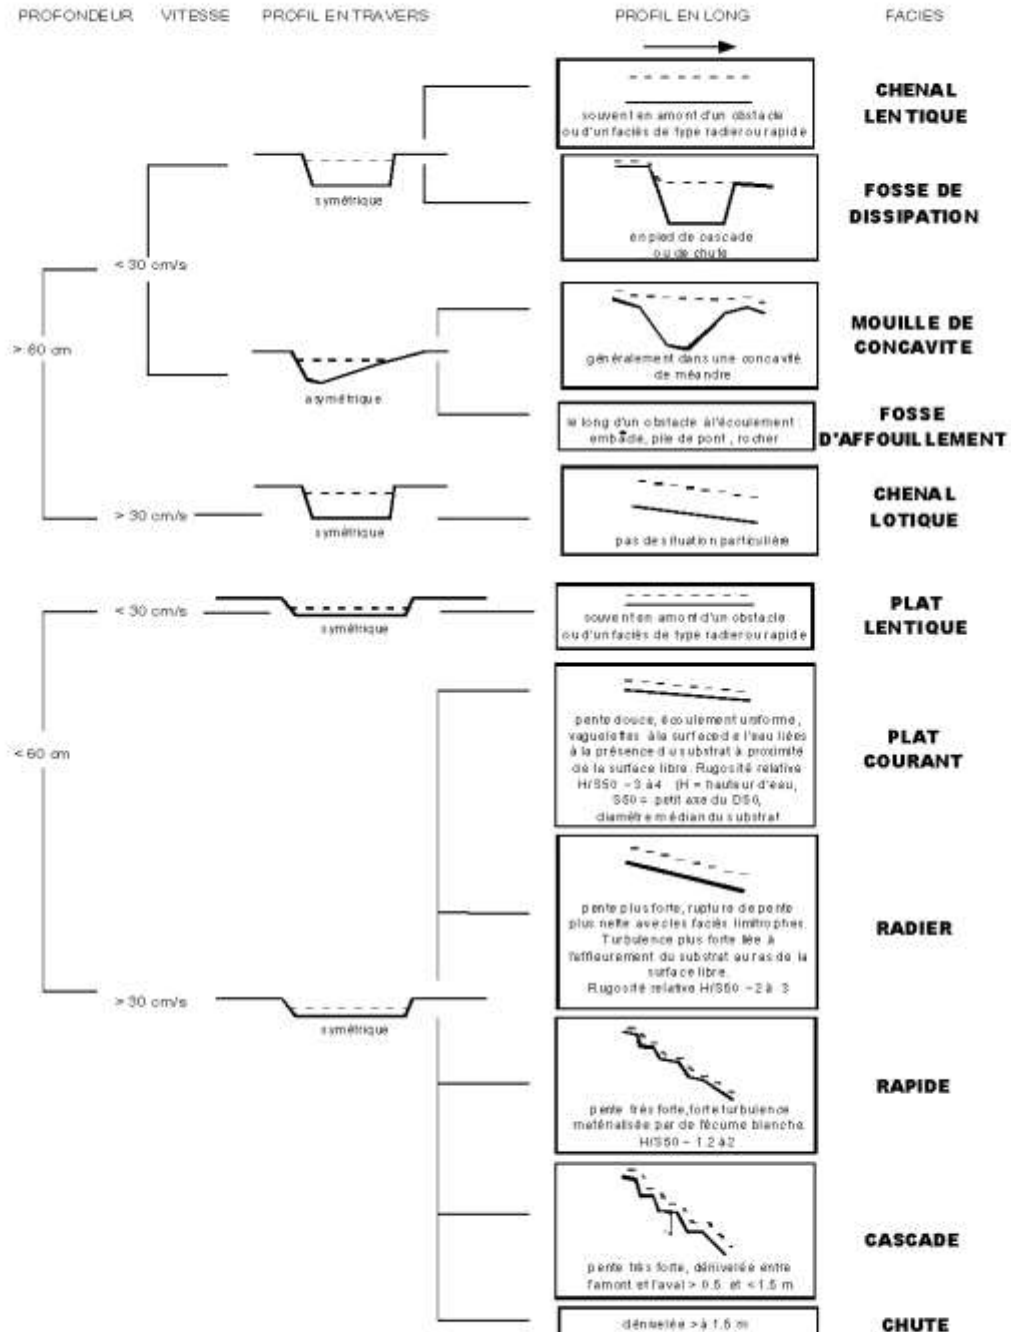 PROFONDEUR VITESSE PROFIL EN TRAVERS PROFIL EN LONG FACIES
souvent en amont d'un obstacle
ou d'un faciès de type radier ou rapide
CHENAL
LENTIQUE
symétrique
en pied de cascade
ou de chute
FOSSE DE
DISSIPATION
< 30 cm/s
> 60 cm
asymétrique
généralement dans une concavité
de méandre
MOUILLE DE
CONCAVITE
le long d'un obstacle à l'écoulement :
embâcle, pile de pont, rocher
FOSSE
D'AFFOUILLEMENT
> 30 cm/s
symétrique
pas de situation particulière
CHENAL
LOTIQUE
< 30 cm/s
symétrique
souvent en amont d'un obstacle
ou d'un faciès de type radier ou rapide
PLAT
LENTIQUE
< 60 cm
pente douce, écoulement uniforme,
vaguelettes à la surface de l'eau liées
à la présence du substrat à proximité
de la surface libre. Rugosité relative
H/S50 ~ 3 à 4 (H = hauteur d'eau,
S50 = petit axe du D50,
diamètre médian du substrat
PLAT
COURANT
pente plus forte, rupture de pente
plus nette avec les faciès limitrophes.
Turbulence plus forte liée à
l'affleurement du substrat au ras de la
surface libre.
Rugosité relative H/S50 ~ 2 à 3
RADIER
> 30 cm/s
symétrique
pente très forte, forte turbulence
matérialisée par de l'écume blanche.
H/S50 ~ 1.2 à 2
RAPIDE
pente très forte, dénivelée entre
l'amont et l'aval > 0.5 et < 1.5 m
CASCADE
dénivelée > à 1.5 m
CHUTE